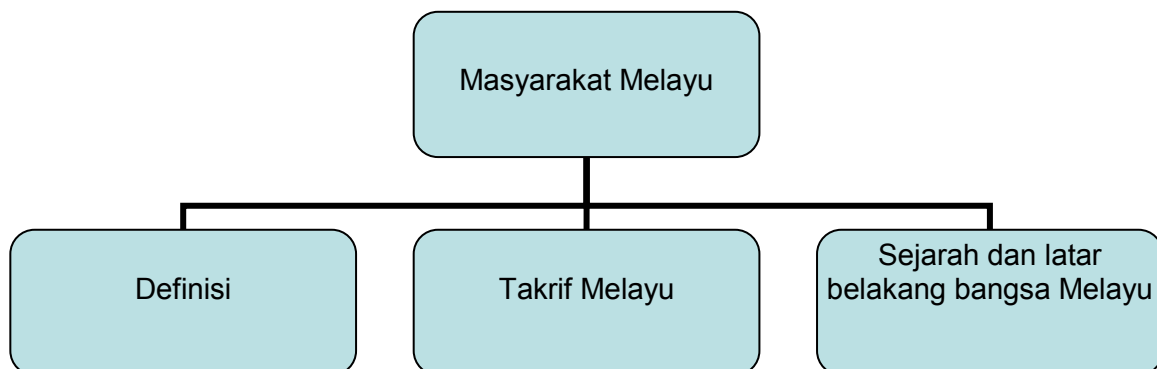 Masyarakat Melayu
Definisi
Takrif Melayu
Sejarah dan latar
belakang bangsa Melayu